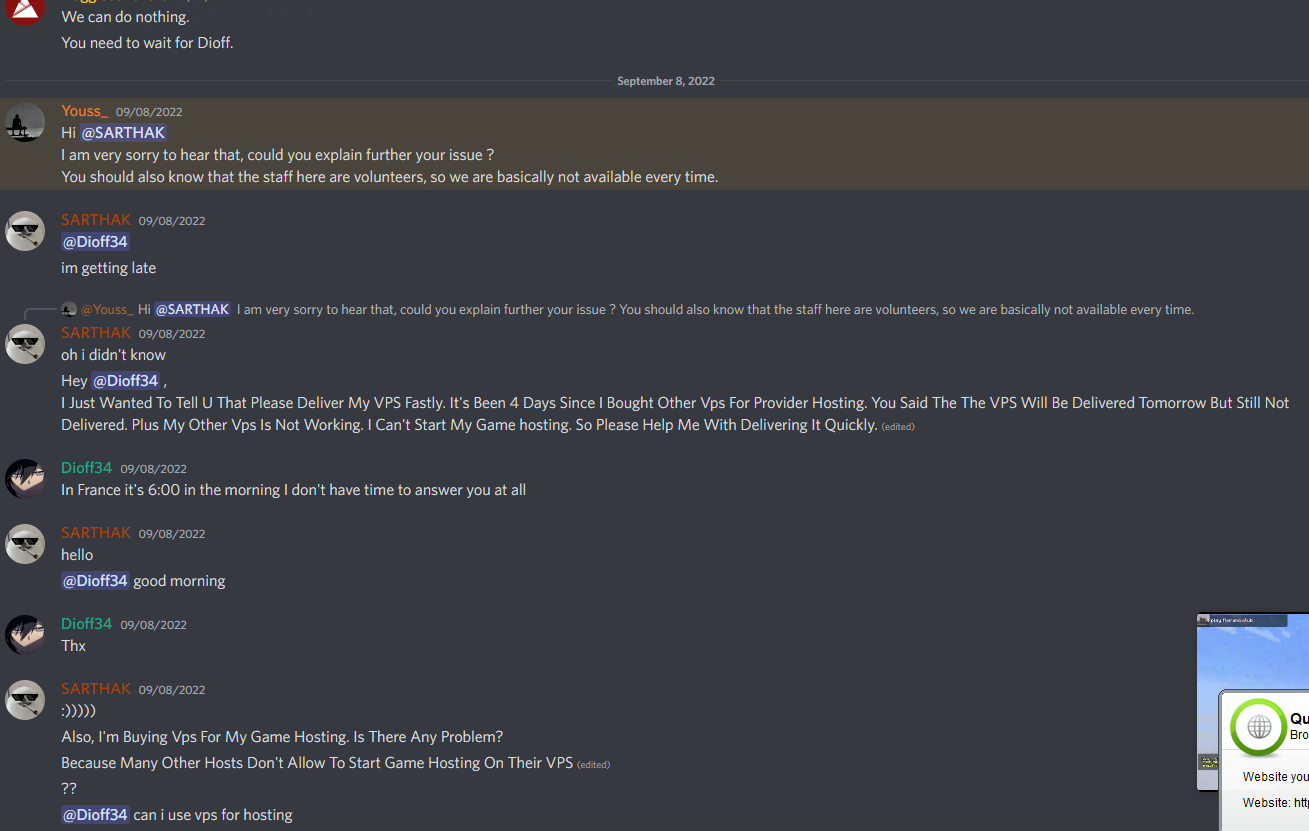 We can do nothing.
You need to wait for Dioff.
September 8, 2022
Youss_ 09/08/2022
Hi @SARTHAK
I am very sorry to hear that, could you explain further your issue ?
You should also know that the staff here are volunteers, so we are basically not available every time.
SARTHAK 09/08/2022
@Dioff34
im getting late
@Youss_ Hi @SARTHAK I am very sorry to hear that, could you explain further your issue ? You should also know that the staff here are volunteers, so we are basically not available every time.
SARTHAK 09/08/2022
oh i didn't know
Hey @Dioff34 ,
I Just Wanted To Tell U That Please Deliver My VPS Fastly. It's Been 4 Days Since I Bought Other Vps For Provider Hosting. You Said The The VPS Will Be Delivered Tomorrow But Still Not
Delivered. Plus My Other Vps Is Not Working. I Can't Start My Game hosting. So Please Help Me With Delivering It Quickly. (edited)
Dioff34 09/08/2022
In France it's 6:00 in the morning I don't have time to answer you at all
SARTHAK 09/08/2022
hello
@Dioff34 good morning
Dioff34 09/08/2022
Thx
SARTHAK 09/08/2022
:)))))
Also, I'm Buying Vps For My Game Hosting. Is There Any Problem?
Because Many Other Hosts Don't Allow To Start Game Hosting On Their VPS (edited)
??
@Dioff34 can i use vps for hosting
Qu
Bro
Website you
Website: http